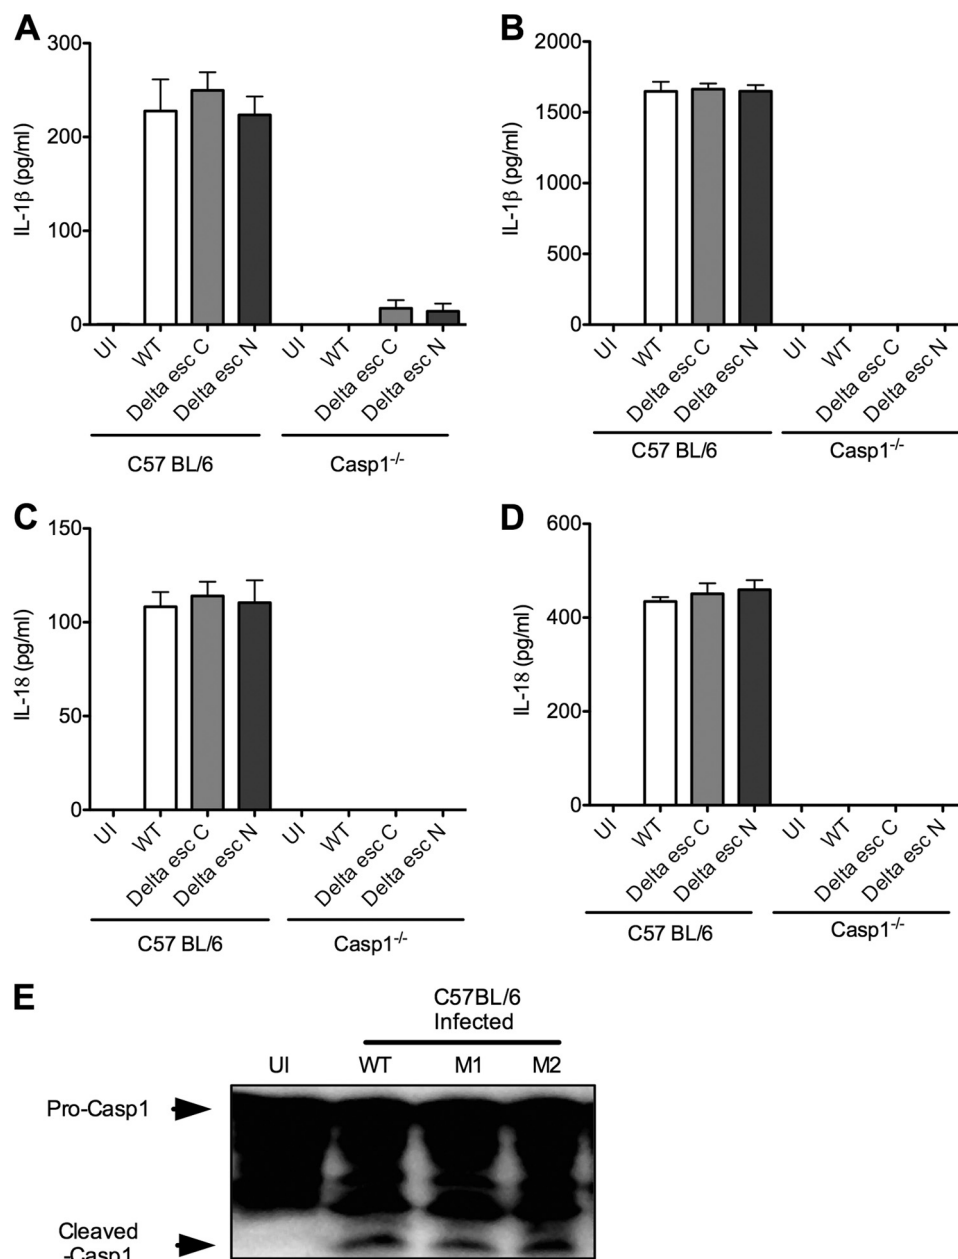 A
300
200
100
0
IL-1β (pg/ml)
UI
WT
Delta esc C
Delta esc N
UI
WT
Delta esc C
Delta esc N
C57 BL/6
Casp1-/-
B
2000
1500
1000
500
0
IL-1β (pg/ml)
UI
WT
Delta esc C
Delta esc N
UI
WT
Delta esc C
Delta esc N
C57 BL/6
Casp1-/-
C
150
100
50
0
IL-18 (pg/ml)
UI
WT
Delta esc C
Delta esc N
UI
WT
Delta esc C
Delta esc N
C57 BL/6
Casp1-/-
D
600
400
200
0
IL-18 (pg/ml)
UI
WT
Delta esc C
Delta esc N
UI
WT
Delta esc C
Delta esc N
C57 BL/6
Casp1-/-
E
C57BL/6
Infected
UI WT M1 M2
Pro-Casp1
Cleaved
-Casp1